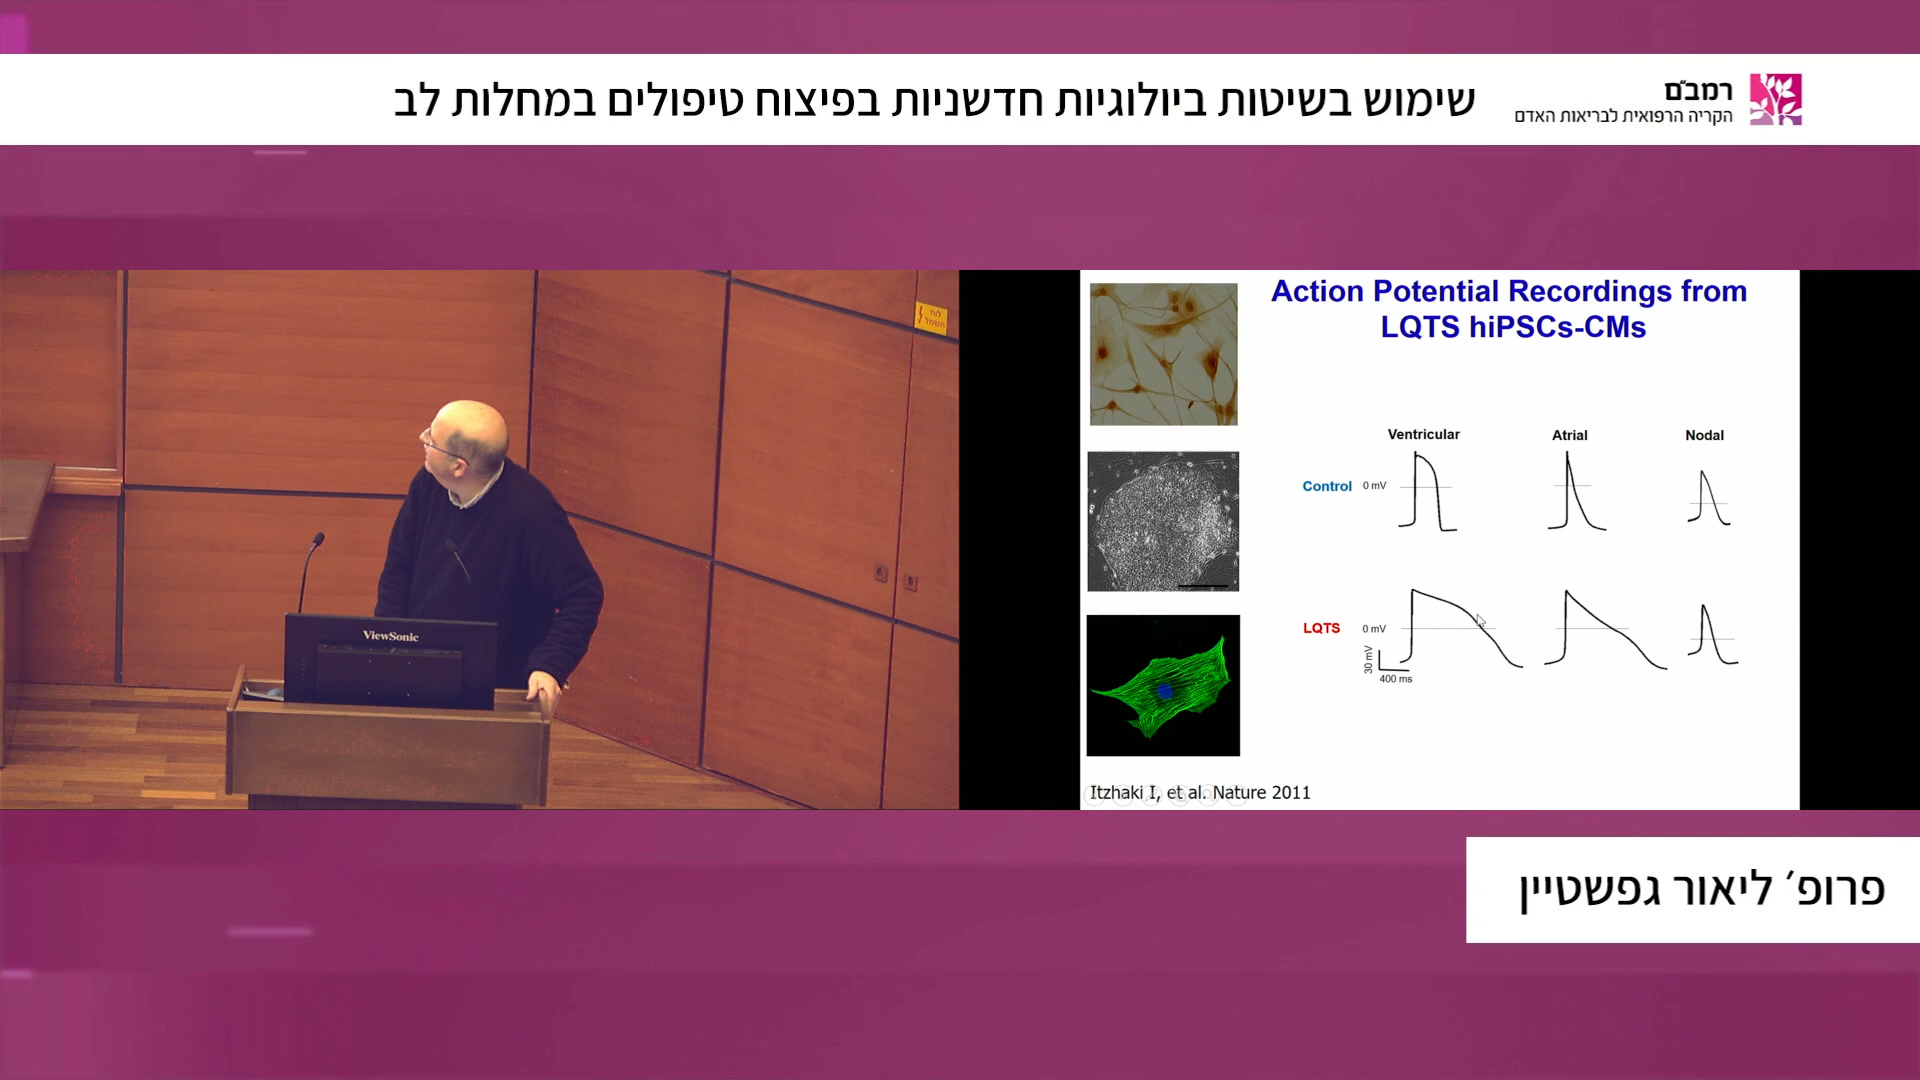 שימוש בשיטות ביולוגיות חדשניות בפיצוח טיפולים במחלות לב
רמב״ם
הקריה הרפואית לבריאות האדם
לוח
חשמל
ViewSonic
Action Potential Recordings from
LQTS hiPSCs-CMs
Ventricular Atrial Nodal
Control 0 mV
LQTS 0 mV
30 mV
400 ms
Itzhaki I, et al. Nature 2011
פרופ׳ ליאור גפשטיין